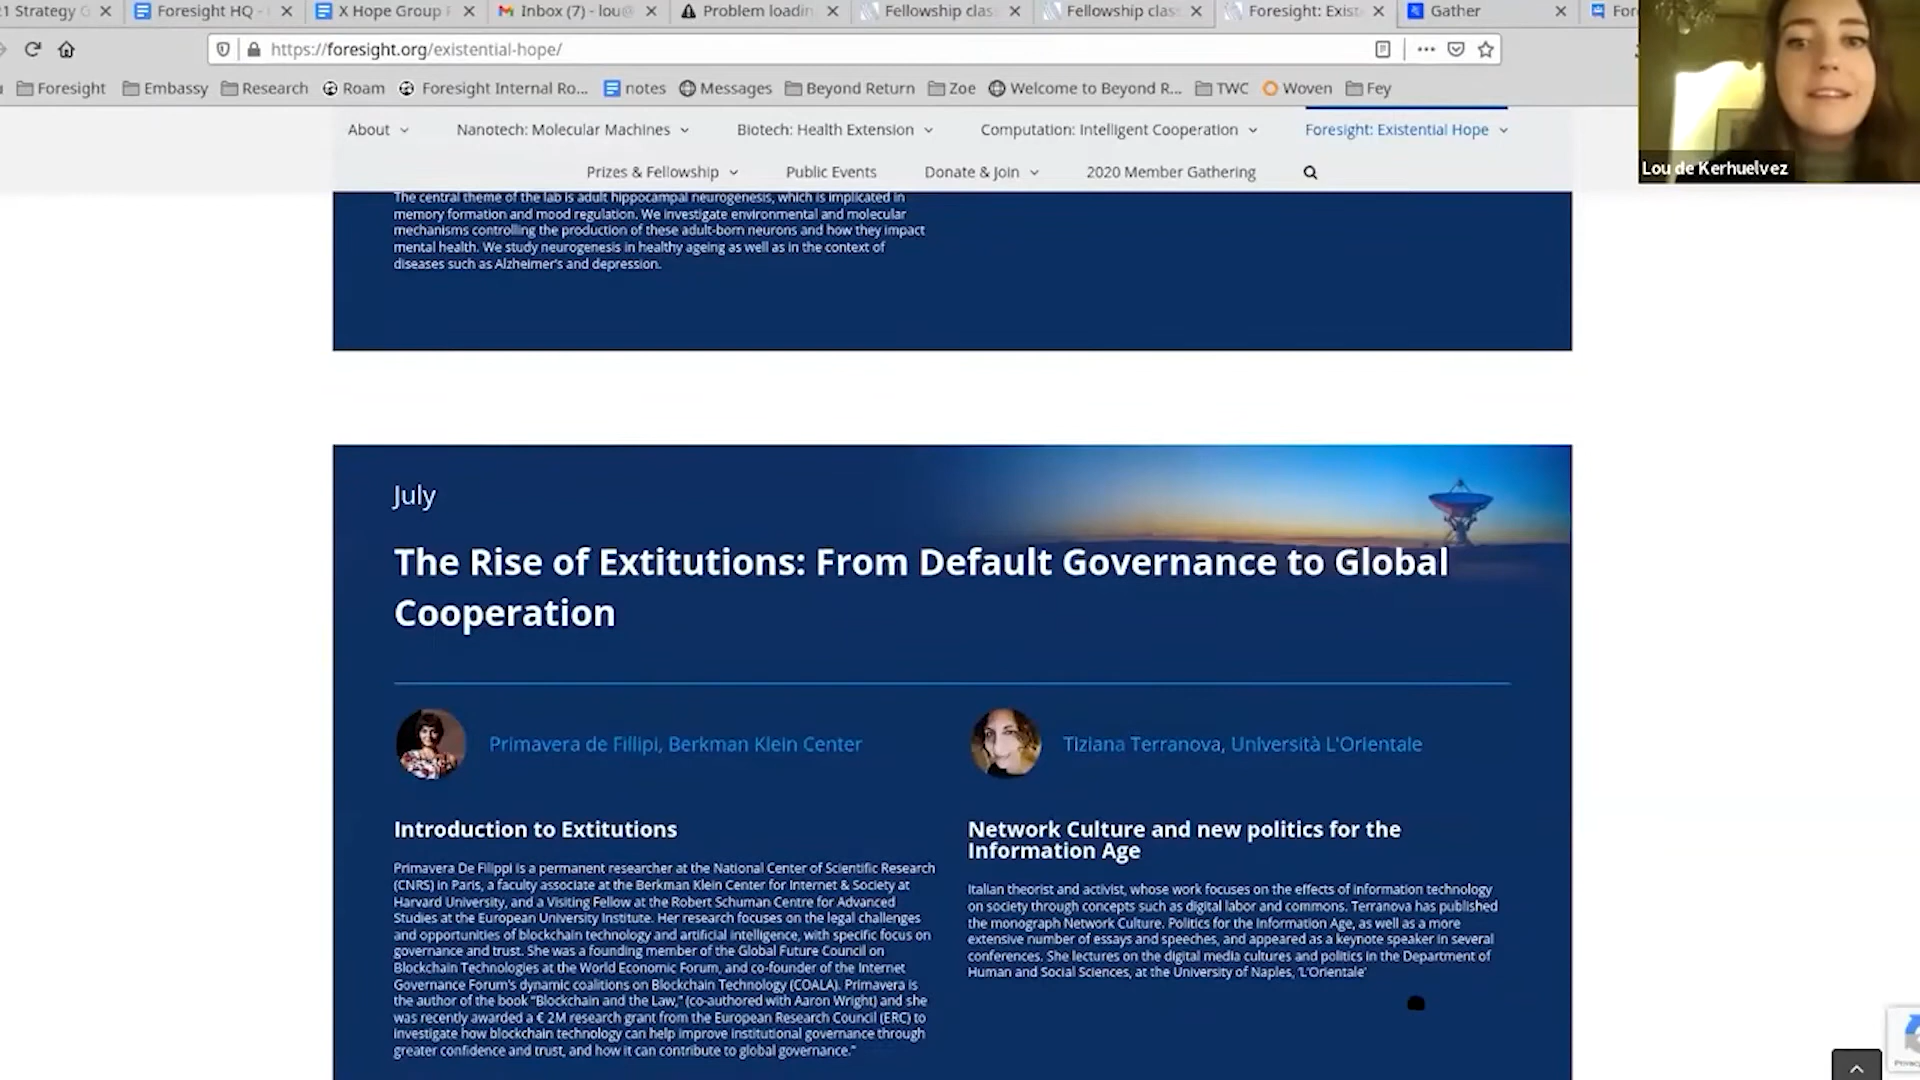 21 Strategy G
Foresight HQ -
X Hope Group
Inbox (7) - lou@
Problem loadin
Fellowship clas
Fellowship clas
Foresight: Exist
Gather
For
https://foresight.org/existential-hope/
Foresight
Embassy
Research
Roam
Foresight Internal Ro...
notes
Messages
Beyond Return
Zoe
Welcome to Beyond R...
TWC
Woven
Fey
About
Nanotech: Molecular Machines
Biotech: Health Extension
Computation: Intelligent Cooperation
Foresight: Existential Hope
Prizes & Fellowship
Public Events
Donate & Join
2020 Member Gathering
Lou de Kerhuelvez
The central theme of the lab is adult hippocampal neurogenesis, which is implicated in
memory formation and mood regulation. We investigate environmental and molecular
mechanisms controlling the production of these adult-born neurons and how they impact
mental health. We study neurogenesis in healthy ageing as well as in the context of
diseases such as Alzheimer's and depression.
July
The Rise of Extitutions: From Default Governance to Global
Cooperation
Primavera de Fillipi, Berkman Klein Center
Introduction to Extitutions
Primavera De Filippi is a permanent researcher at the National Center of Scientific Research
(CNRS) in Paris, a faculty associate at the Berkman Klein Center for Internet & Society at
Harvard University, and a Visiting Fellow at the Robert Schuman Centre for Advanced
Studies at the European University Institute. Her research focuses on the legal challenges
and opportunities of blockchain technology and artificial intelligence, with specific focus on
governance and trust. She was a founding member of the Global Future Council on
Blockchain Technologies at the World Economic Forum, and co-founder of the Internet
Governance Forum's dynamic coalitions on Blockchain Technology (COALA). Primavera is
the author of the book "Blockchain and the Law," (co-authored with Aaron Wright) and she
was recently awarded a € 2M research grant from the European Research Council (ERC) to
investigate how blockchain technology can help improve institutional governance through
greater confidence and trust, and how it can contribute to global governance."
Tiziana Terranova, Università L'Orientale
Network Culture and new politics for the
Information Age
Italian theorist and activist, whose work focuses on the effects of information technology
on society through concepts such as digital labor and commons. Terranova has published
the monograph Network Culture. Politics for the Information Age, as well as a more
extensive number of essays and speeches, and appeared as a keynote speaker in several
conferences. She lectures on the digital media cultures and politics in the Department of
Human and Social Sciences, at the University of Naples, 'L'Orientale'